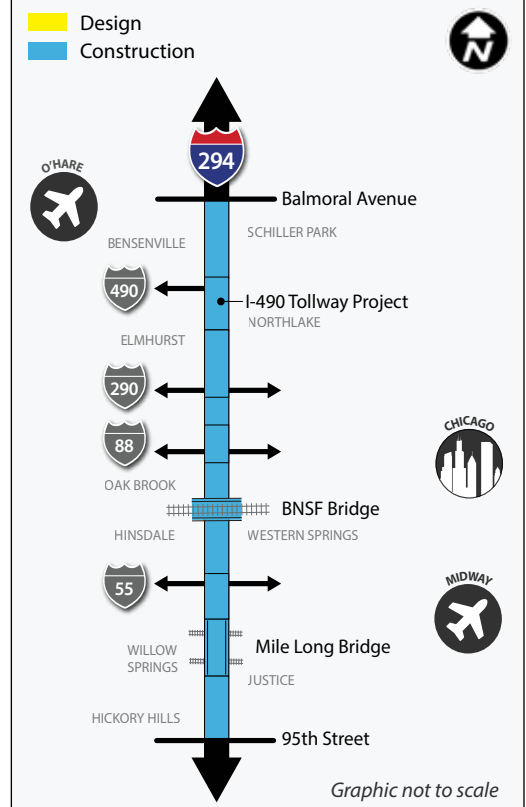 Design
Construction
N
294
O'HARE
Balmoral Avenue
SCHILLER PARK
BENSENVILLE
490
I-490 Tollway Project
NORTHLAKE
ELMHURST
290
88
CHICAGO
OAK BROOK
BNSF Bridge
HINSDALE
WESTERN SPRINGS
55
MIDWAY
WILLOW
SPRINGS
Mile Long Bridge
JUSTICE
HICKORY HILLS
95th Street
Graphic not to scale